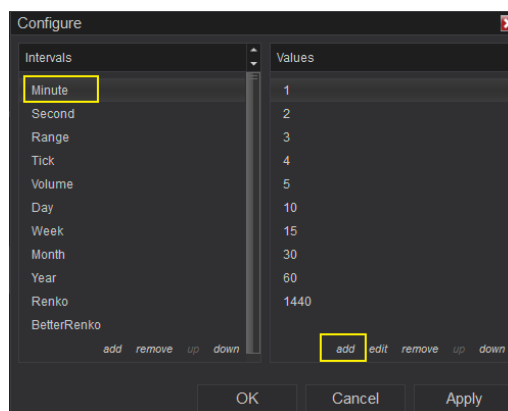 Configure
Intervals
Minute
Second
Range
Tick
Volume
Day
Week
Month
Year
Renko
BetterRenko
add remove up down
Values
1
2
3
4
5
10
15
30
60
1440
add edit remove up down
OK Cancel Apply